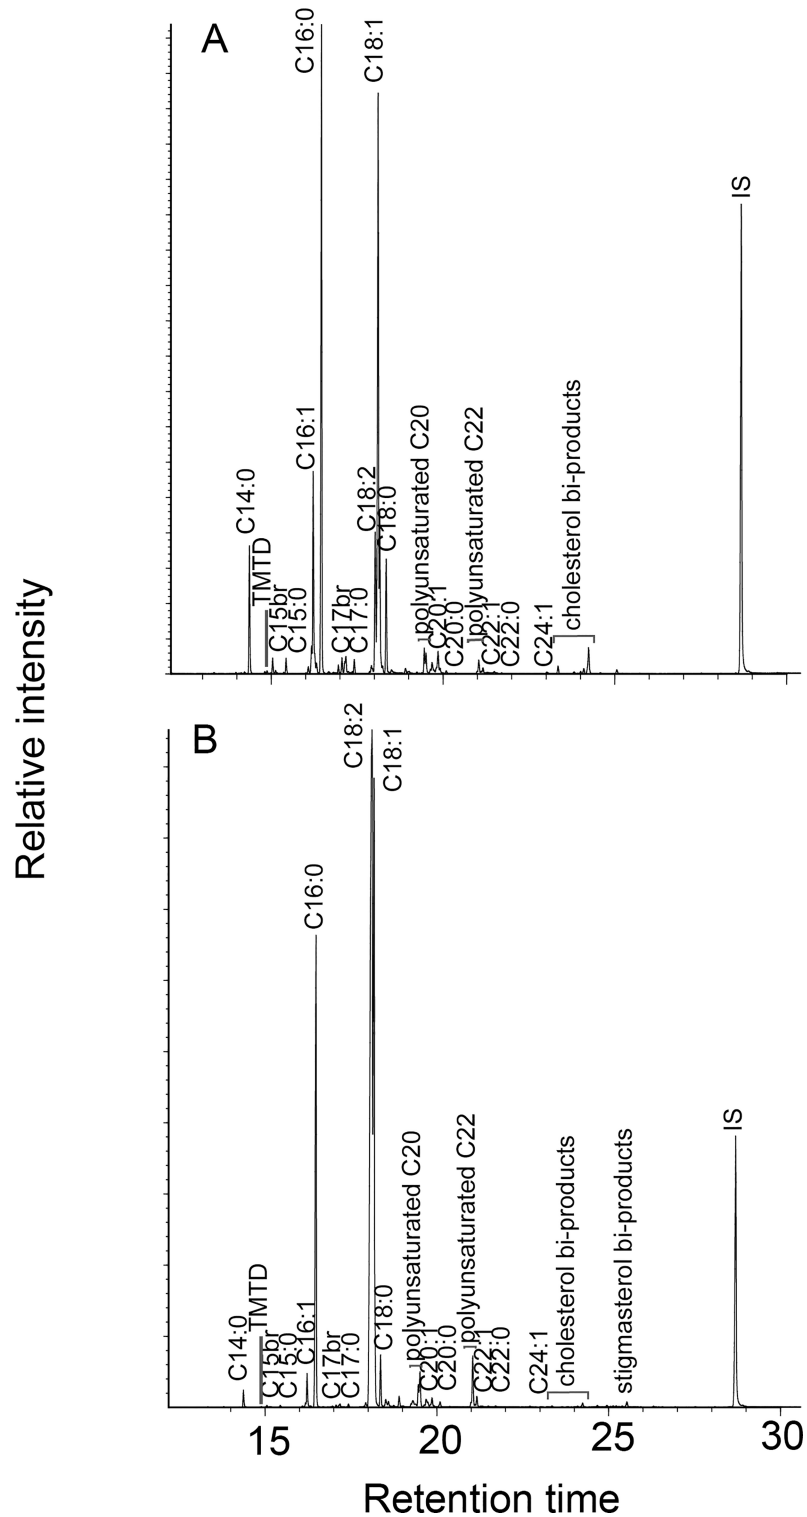 A
C14:0
TMTD
C15br
C15:0
C16:1
C16:0
C17br
C17:0
C18:2
C18:1
C18:0
polyunsaturated C20
C20:1
C20:0
polyunsaturated C22
C22:1
C22:0
C24:1
cholesterol bi-products
IS
Relative intensity
B
C14:0
TMTD
C15br
C15:0
C16:1
C16:0
C17br
C17:0
C18:2
C18:1
C18:0
polyunsaturated C20
C20:1
C20:0
polyunsaturated C22
C22:1
C22:0
C24:1
cholesterol bi-products
stigmasterol bi-products
IS
15 20 25 30
Retention time